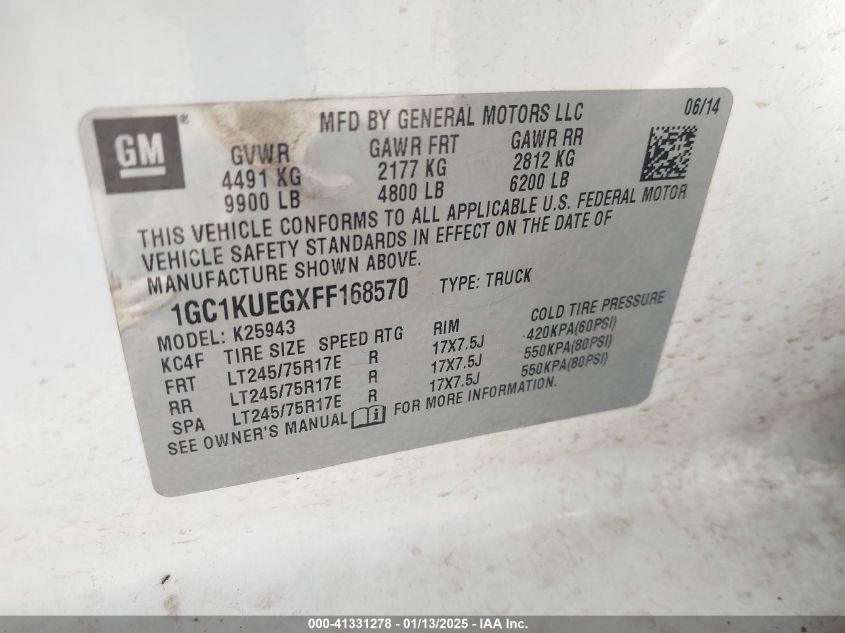 MFD BY GENERAL MOTORS LLC 06/14
GM ®
GVWR GAWR FRT GAWR RR
4491 KG 2177 KG 2812 KG
9900 LB 4800 LB 6200 LB
THIS VEHICLE CONFORMS TO ALL APPLICABLE U.S. FEDERAL MOTOR
VEHICLE SAFETY STANDARDS IN EFFECT ON THE DATE OF
MANUFACTURE SHOWN ABOVE.
1GC1KUEGXFF168570 TYPE: TRUCK
MODEL: K25943
KC4F TIRE SIZE SPEED RTG RIM COLD TIRE PRESSURE
FRT LT245/75R17E R 17X7.5J 420KPA(60PSI)
RR LT245/75R17E R 17X7.5J 550KPA(80PSI)
SPA LT245/75R17E R 17X7.5J 550KPA(80PSI)
SEE OWNER'S MANUAL FOR MORE INFORMATION.
000-41331278 - 01/13/2025 - IAA Inc.